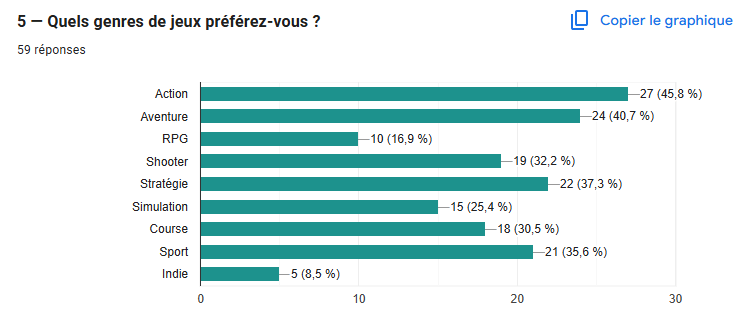 5 — Quels genres de jeux préférez-vous ?
Copier le graphique
59 réponses
Action 27 (45,8 %)
Aventure 24 (40,7 %)
RPG 10 (16,9 %)
Shooter 19 (32,2 %)
Stratégie 22 (37,3 %)
Simulation 15 (25,4 %)
Course 18 (30,5 %)
Sport 21 (35,6 %)
Indie 5 (8,5 %)
0 10 20 30